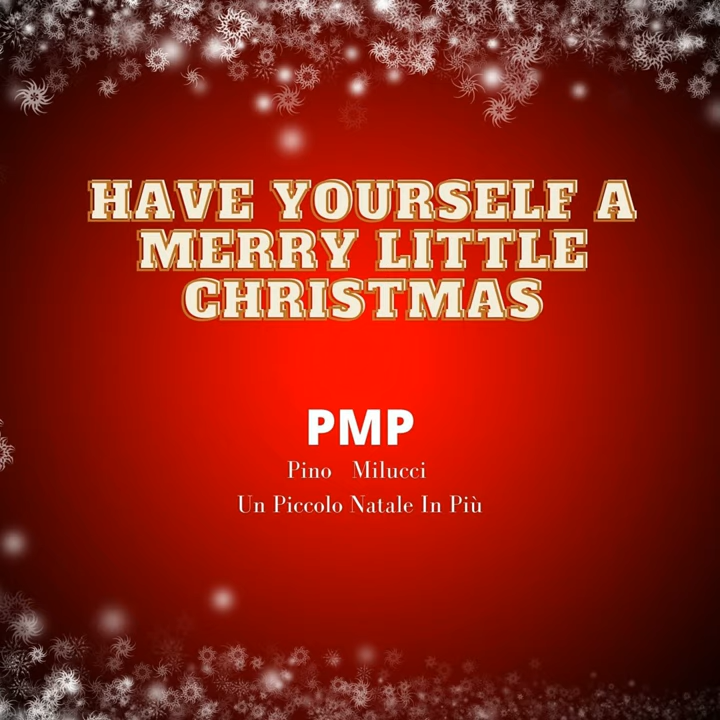 HAVE YOURSELF A
MERRY LITTLE
CHRISTMAS
PMP
Pino Milucci
Un Piccolo Natale In Più